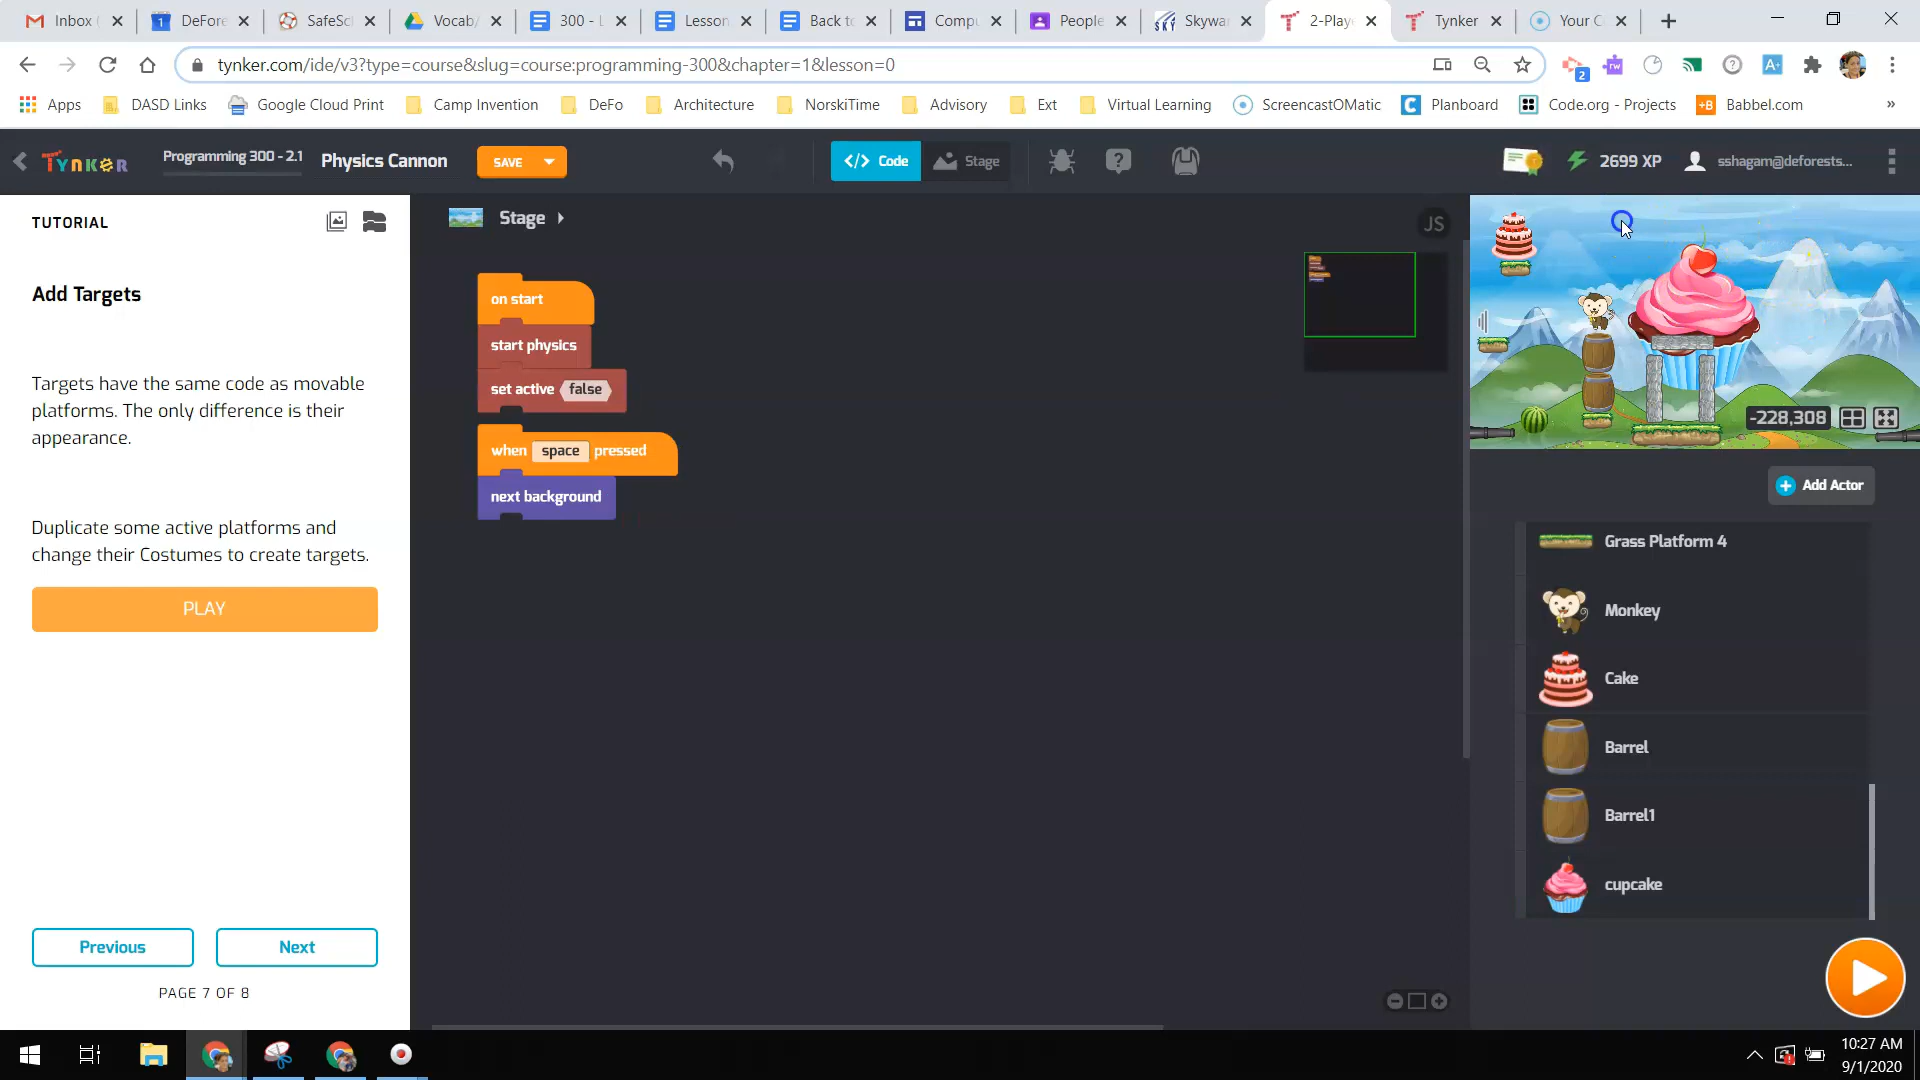 Inbox
DeFore
SafeSc
Vocab/
300 - L
Lesson
Back t
Comp
People
Skywa
2-Playe
Tynker
Your C
tynker.com/ide/v3?type=course&slug=course:programming-300&chapter=1&lesson=0
2
rw
A+
Apps
DASD Links
Google Cloud Print
Camp Invention
DeFo
Architecture
NorskiTime
Advisory
Ext
Virtual Learning
ScreencastOMatic
Planboard
Code.org - Projects
Babbel.com
TYNKER
Programming 300 - 2.1
Physics Cannon
SAVE
</> Code
Stage
2699 XP
sshagam@deforests...
TUTORIAL
Add Targets
Targets have the same code as movable
platforms. The only difference is their
appearance.
Duplicate some active platforms and
change their Costumes to create targets.
PLAY
Previous
Next
PAGE 7 OF 8
Stage
JS
on start
start physics
set active false
when space pressed
next background
-228,308
Add Actor
Grass Platform 4
Monkey
Cake
Barrel
Barrel1
cupcake
10:27 AM
9/1/2020